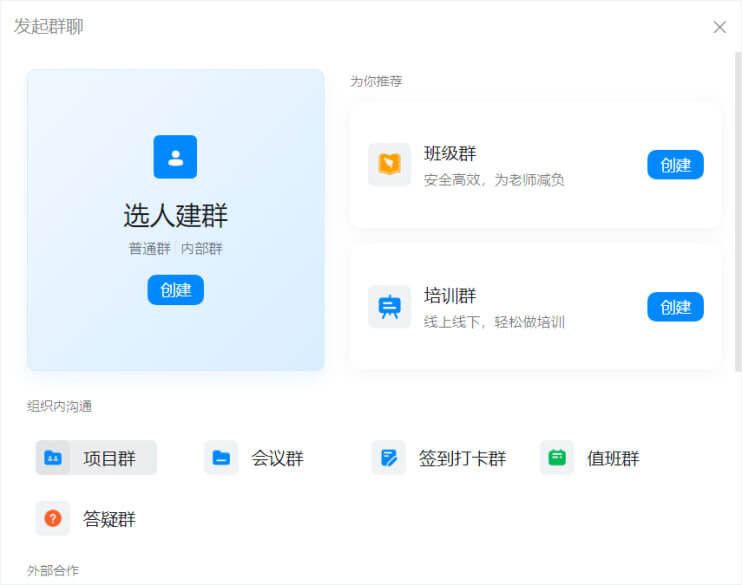 发起群聊
选人建群
普通群 | 内部群
创建
为你推荐
班级群
安全高效，为老师减负
创建
培训群
线上线下，轻松做培训
创建
组织内沟通
项目群
会议群
签到打卡群
值班群
答疑群
外部合作